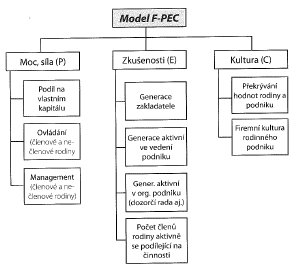 Model F-PEC
Moc, síla (P)
Podíl na
vlastním
kapitálu
Ovládání
(členové a ne-
členové rodiny
Management
(členové a ne-
členové rodiny)
Zkušenosti (E)
Generace
zakladatele
Generace aktivní
ve vedení
podniku
Gener. aktivní
v org. podniku
(dozorčí rada aj.)
Počet členů
rodiny aktivně
se podílející na
činnosti
Kultura (C)
Překrývání
hodnot rodiny a
podniku
Firemní kultura
rodinného
podniku